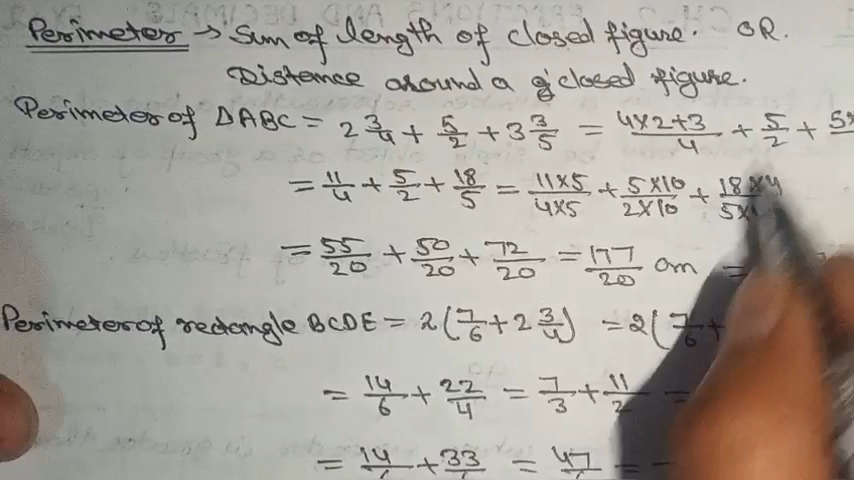 Perimeter → Sum of length of closed figure. OR.
Distance around a closed figure.
Perimeter of ΔABC = 2 3/4 + 5/2 + 3 3/5 = 4×2+3/4 + 5/2 + 5×
= 11/4 + 5/2 + 18/5 = 11×5/4×5 + 5×10/2×10 + 18×4/5×
= 55/20 + 50/20 + 72/20 = 177/20 cm =
Perimeter of rectangle BCDE = 2(7/6 + 2 3/4) = 2(7/6 +
= 14/6 + 22/4 = 7/3 + 11/2 =
= 14/ + 33/ = 47/ =